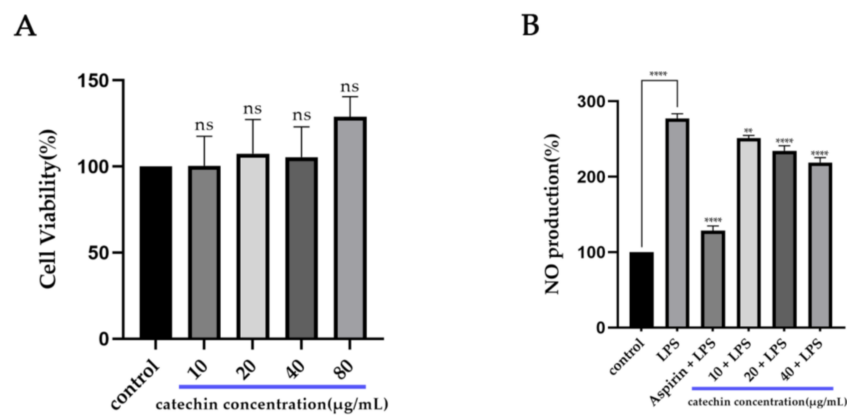 A
Cell Viability(%)
150
100
50
0
ns
ns
ns
ns
control
10
20
40
80
catechin concentration(µg/mL)
B
NO production(%)
300
200
100
0
****
****
**
****
****
control
LPS
Aspirin + LPS
10 + LPS
20 + LPS
40 + LPS
catechin concentration(µg/mL)